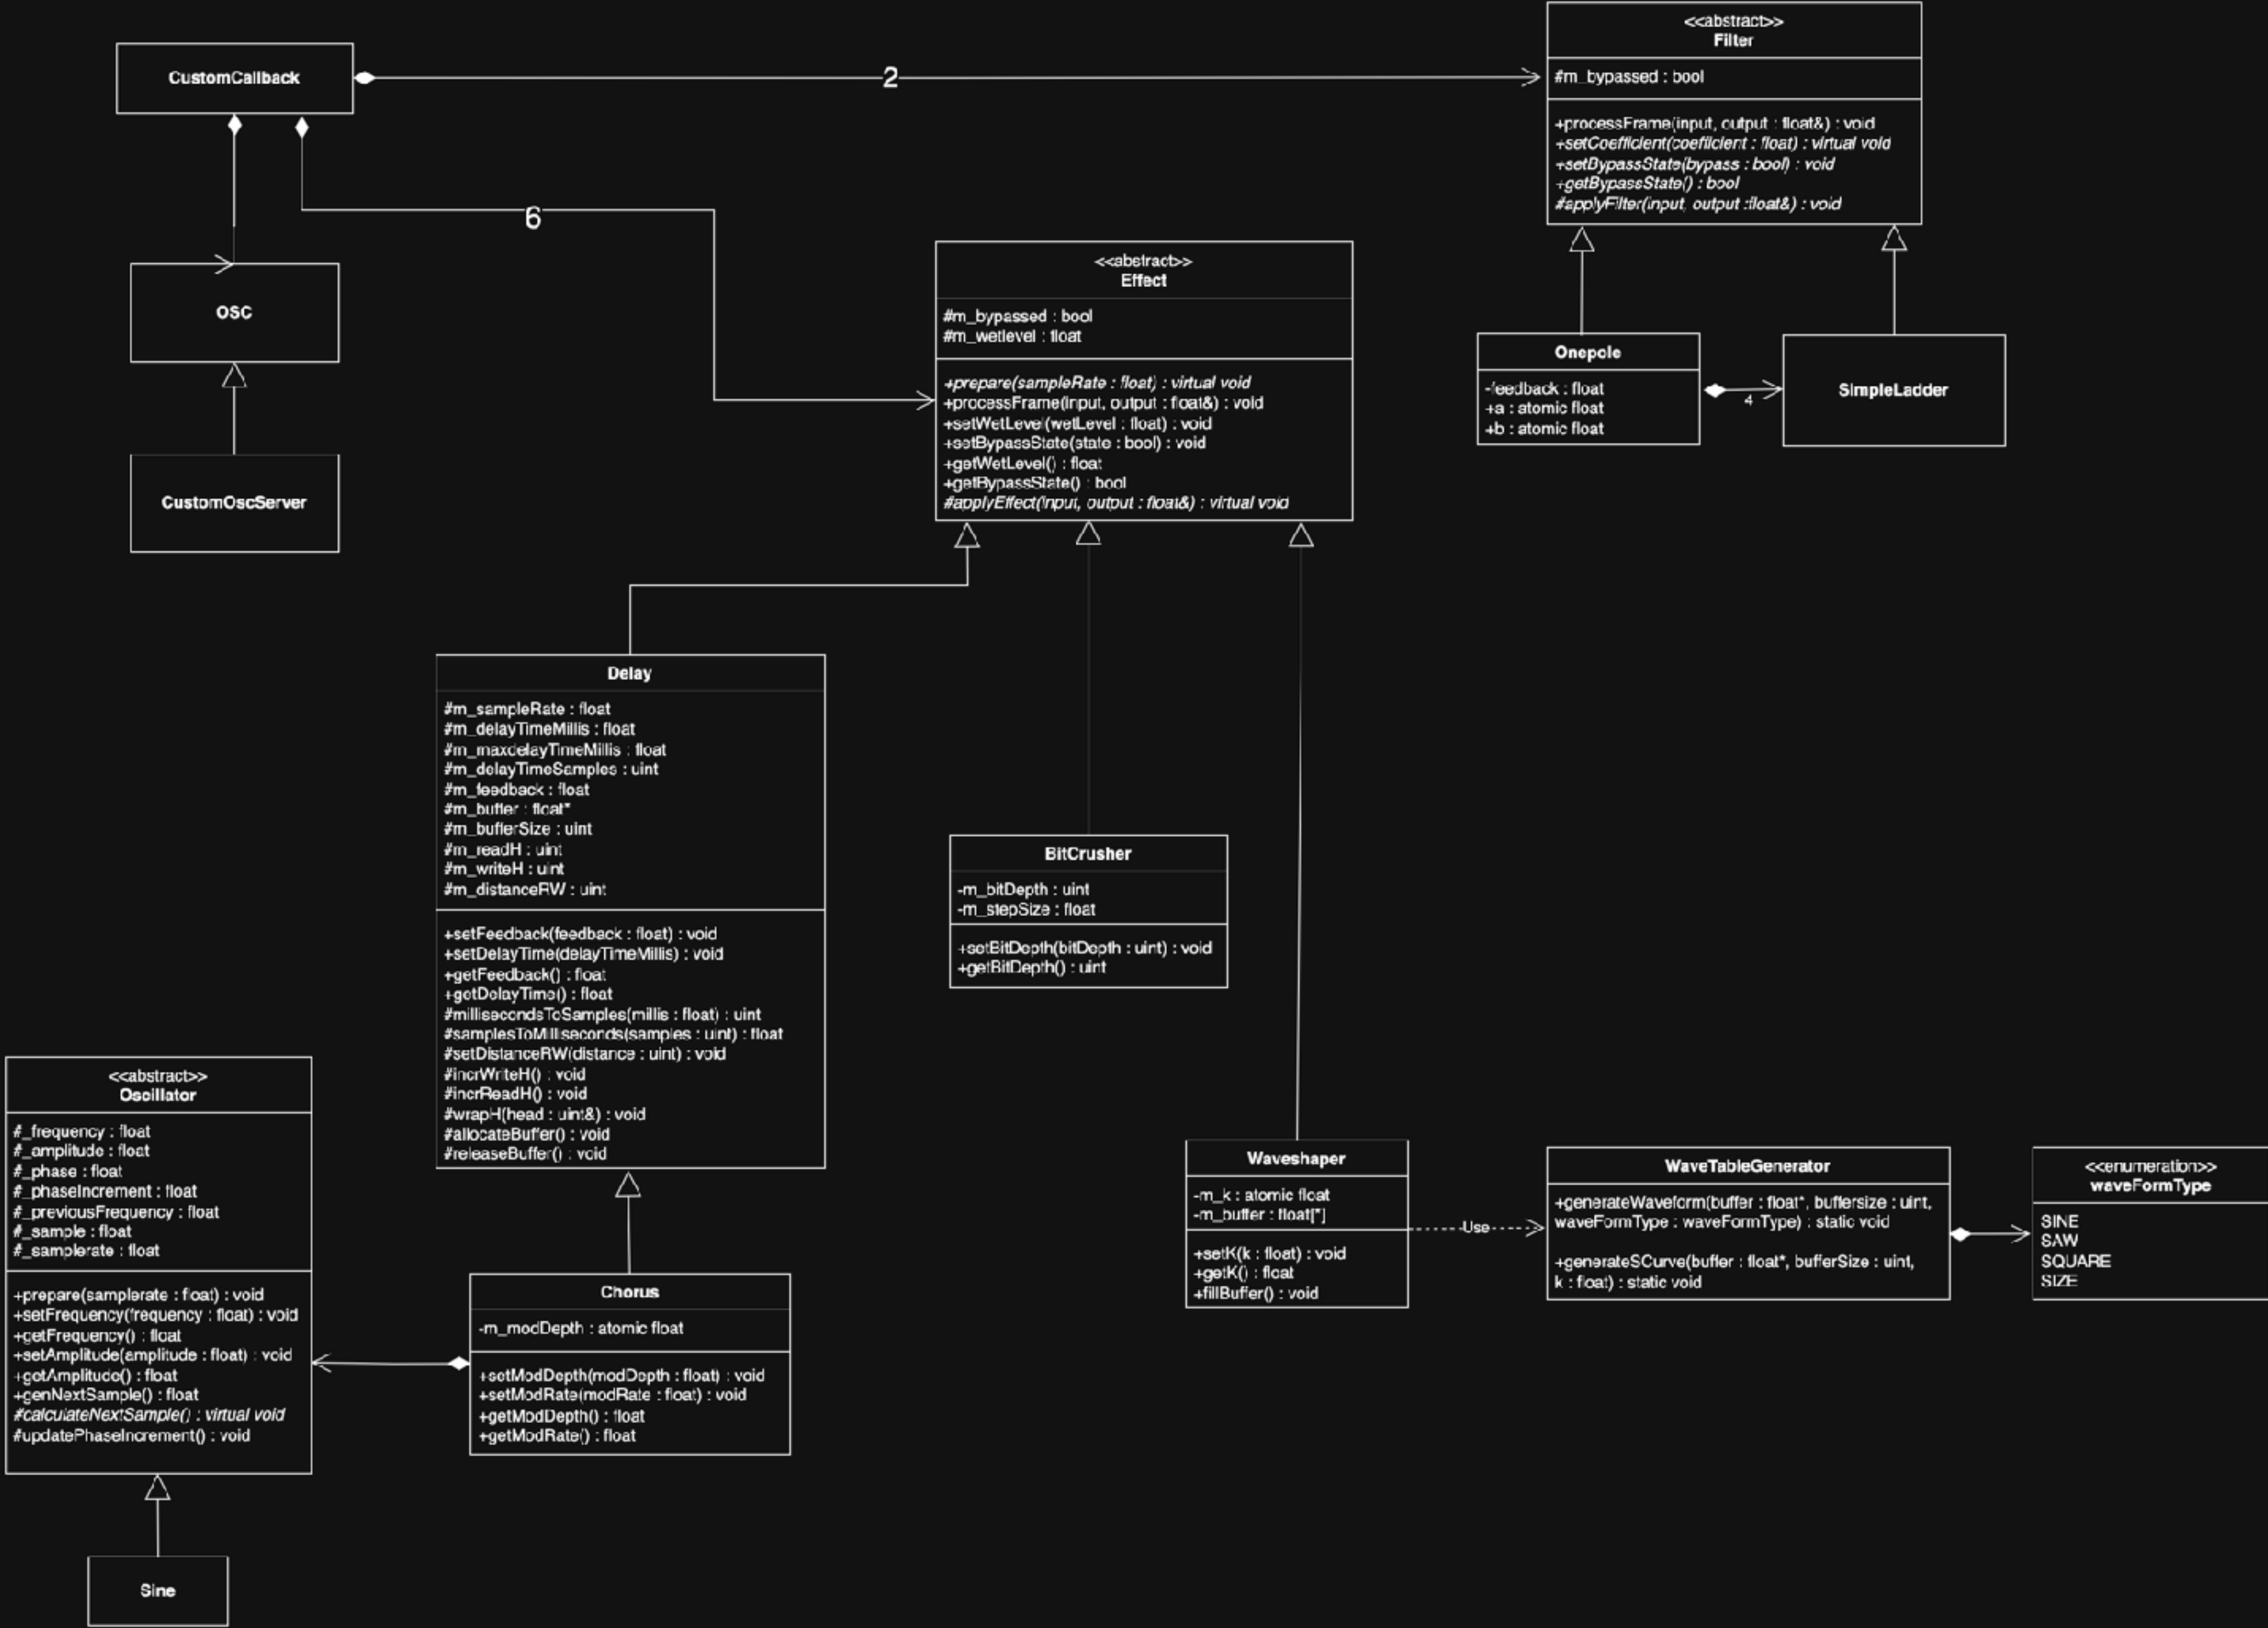 CustomCallback
2
6
OSC
CustomOscServer
<<abstract>>
Filter
#m_bypassed : bool
+processFrame(input, output : float&) : void
+setCoefficient(coefficient : float) : virtual void
+setBypassState(bypass : bool) : void
+getBypassState() : bool
#applyFilter(input, output :float&) : void
Onepole
-feedback : float
+a : atomic float
+b : atomic float
4
SimpleLadder
<<abstract>>
Effect
#m_bypassed : bool
#m_wetlevel : float
+prepare(sampleRate : float) : virtual void
+processFrame(input, output : float&) : void
+setWetLevel(wetLevel : float) : void
+setBypassState(state : bool) : void
+getWetLevel() : float
+getBypassState() : bool
#applyEffect(input, output : float&) : virtual void
Delay
#m_sampleRate : float
#m_delayTimeMillis : float
#m_maxdelayTimeMillis : float
#m_delayTimeSamples : uint
#m_feedback : float
#m_buffer : float*
#m_bufferSize : uint
#m_readH : uint
#m_writeH : uint
#m_distanceRW : uint
+setFeedback(feedback : float) : void
+setDelayTime(delayTimeMillis) : void
+getFeedback() : float
+getDelayTime() : float
#millisecondsToSamples(millis : float) : uint
#samplesToMilliseconds(samples : uint) : float
#setDistanceRW(distance : uint) : void
#incrWriteH() : void
#incrReadH() : void
#wrapH(head : uint&) : void
#allocateBuffer() : void
#releaseBuffer() : void
BitCrusher
-m_bitDepth : uint
-m_stepSize : float
+setBitDepth(bitDepth : uint) : void
+getBitDepth() : uint
<<abstract>>
Oscillator
#_frequency : float
#_amplitude : float
#_phase : float
#_phaseIncrement : float
#_previousFrequency : float
#_sample : float
#_samplerate : float
+prepare(samplerate : float) : void
+setFrequency(frequency : float) : void
+getFrequency() : float
+setAmplitude(amplitude : float) : void
+getAmplitude() : float
+genNextSample() : float
#calculateNextSample() : virtual void
#updatePhaseIncrement() : void
Sine
Chorus
-m_modDepth : atomic float
+setModDepth(modDepth : float) : void
+setModRate(modRate : float) : void
+getModDepth() : float
+getModRate() : float
Waveshaper
-m_k : atomic float
-m_buffer : float[*]
+setK(k : float) : void
+getK() : float
+fillBuffer() : void
Use
WaveTableGenerator
+generateWaveform(buffer : float*, buffersize : uint,
waveFormType : waveFormType) : static void
+generateSCurve(buffer : float*, bufferSize : uint,
k : float) : static void
<<enumeration>>
waveFormType
SINE
SAW
SQUARE
SIZE